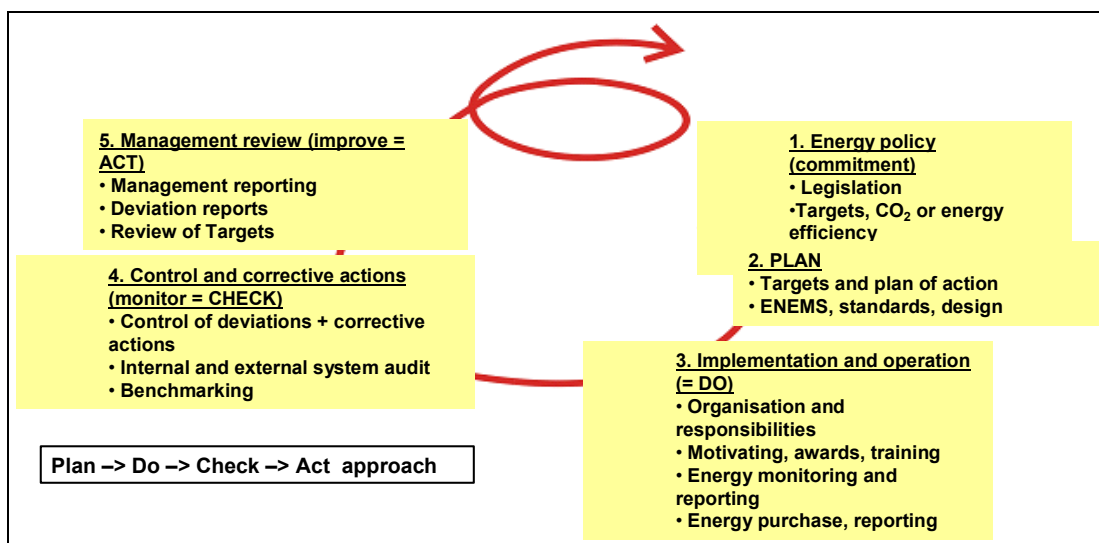 1. Energy policy
(commitment)
• Legislation
•Targets, CO₂ or energy
efficiency
2. PLAN
• Targets and plan of action
• ENEMS, standards, design
3. Implementation and operation
(= DO)
• Organisation and
responsibilities
• Motivating, awards, training
• Energy monitoring and
reporting
• Energy purchase, reporting
4. Control and corrective actions
(monitor = CHECK)
• Control of deviations + corrective
actions
• Internal and external system audit
• Benchmarking
5. Management review (improve =
ACT)
• Management reporting
• Deviation reports
• Review of Targets
Plan –> Do –> Check –> Act approach